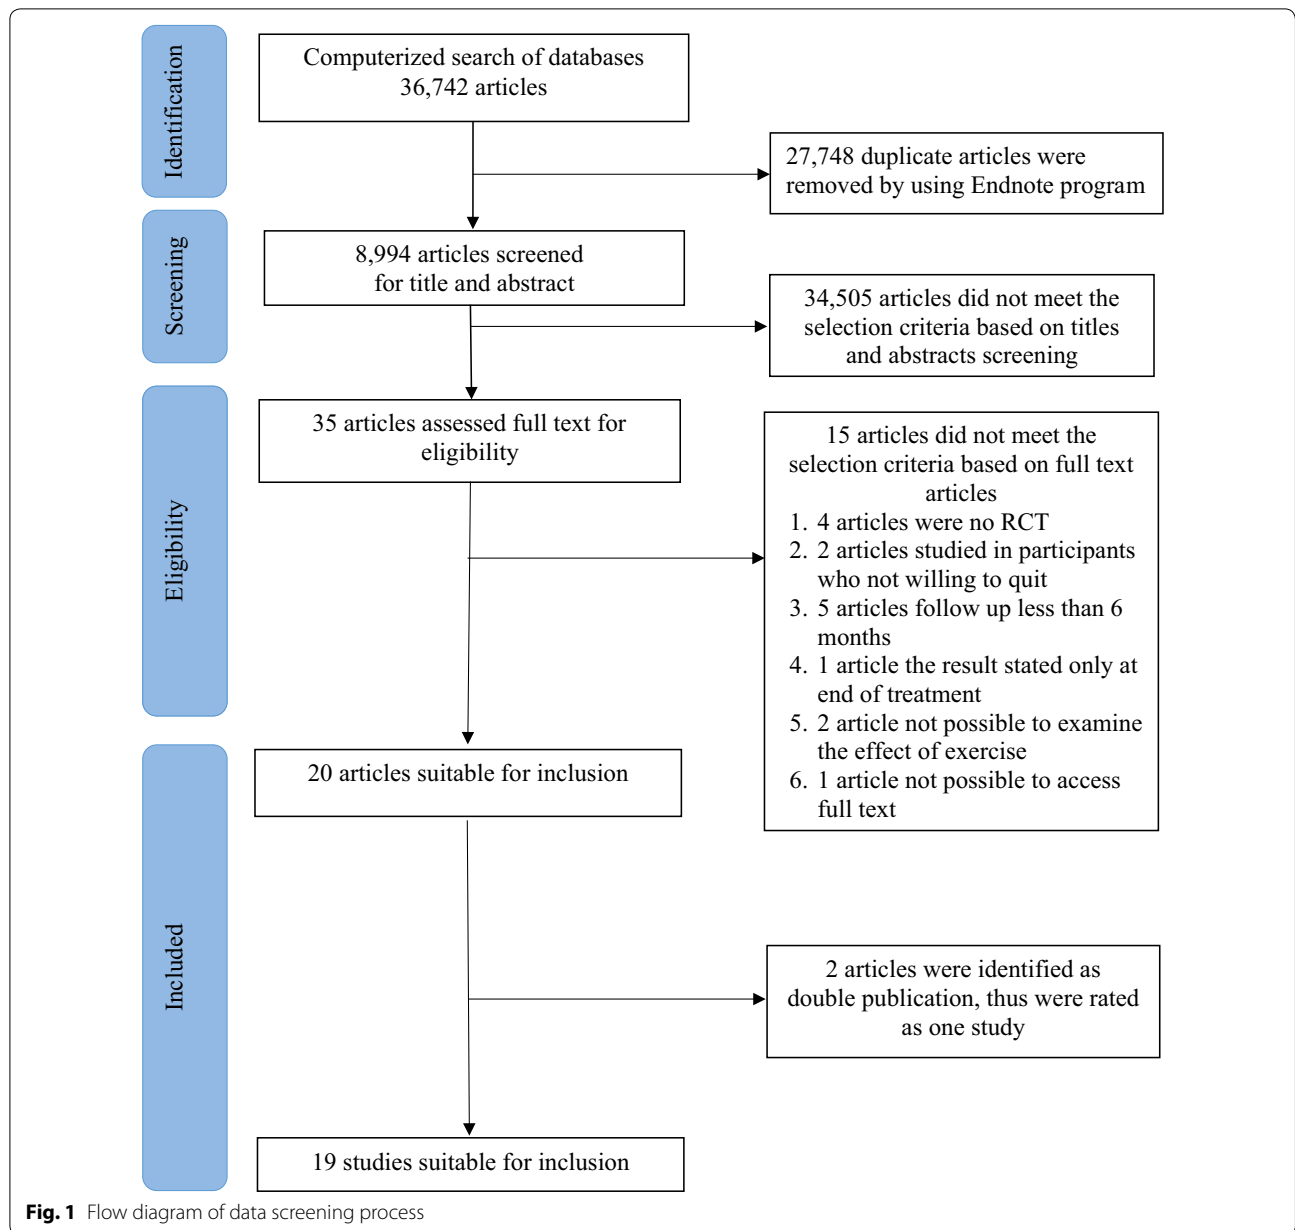 Identification
Computerized search of databases
36,742 articles
27,748 duplicate articles were
removed by using Endnote program
Screening
8,994 articles screened
for title and abstract
34,505 articles did not meet the
selection criteria based on titles
and abstracts screening
Eligibility
35 articles assessed full text for
eligibility
15 articles did not meet the
selection criteria based on full text
articles
1. 4 articles were no RCT
2. 2 articles studied in participants
who not willing to quit
3. 5 articles follow up less than 6
months
4. 1 article the result stated only at
end of treatment
5. 2 article not possible to examine
the effect of exercise
6. 1 article not possible to access
full text
Included
20 articles suitable for inclusion
2 articles were identified as
double publication, thus were rated
as one study
19 studies suitable for inclusion
Fig. 1 Flow diagram of data screening process